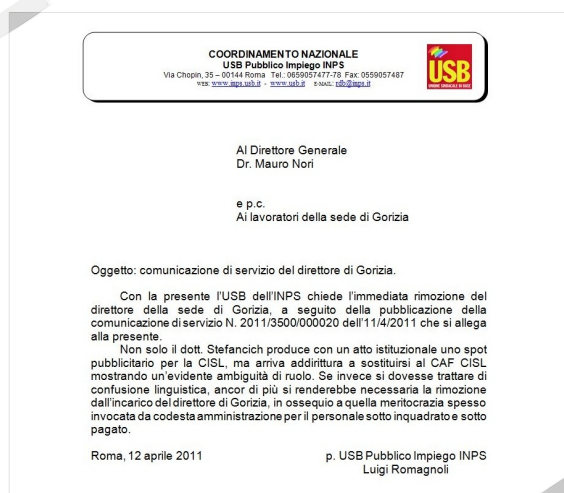 COORDINAMENTO NAZIONALE
USB Pubblico Impiego INPS
Via Chopin, 35 – 00144 Roma Tel.: 0659057477-78 Fax: 0559057487
WEB: www.inps.usb.it - www.usb.it E-MAIL: rdb@inps.it
USB
UNIONE SINDACALE DI BASE
Al Direttore Generale
Dr. Mauro Nori
e p.c.
Ai lavoratori della sede di Gorizia
Oggetto: comunicazione di servizio del direttore di Gorizia.
Con la presente l'USB dell'INPS chiede l'immediata rimozione del
direttore della sede di Gorizia, a seguito della pubblicazione della
comunicazione di servizio N. 2011/3500/000020 dell'11/4/2011 che si allega
alla presente.
Non solo il dott. Stefancich produce con un atto istituzionale uno spot
pubblicitario per la CISL, ma arriva addirittura a sostituirsi al CAF CISL
mostrando un'evidente ambiguità di ruolo. Se invece si dovesse trattare di
confusione linguistica, ancor di più si renderebbe necessaria la rimozione
dall'incarico del direttore di Gorizia, in ossequio a quella meritocrazia spesso
invocata da codesta amministrazione per il personale sotto inquadrato e sotto
pagato.
Roma, 12 aprile 2011 p. USB Pubblico Impiego INPS
Luigi Romagnoli